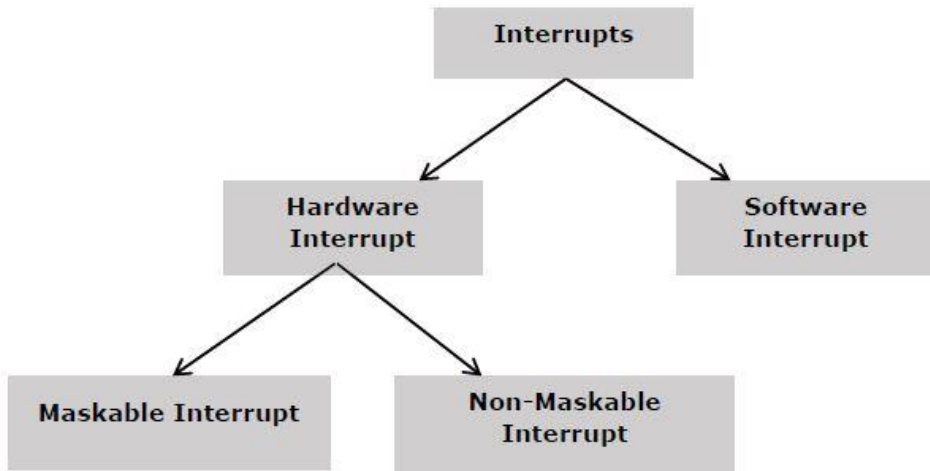 Interrupts
Hardware
Interrupt
Software
Interrupt
Maskable Interrupt
Non-Maskable
Interrupt